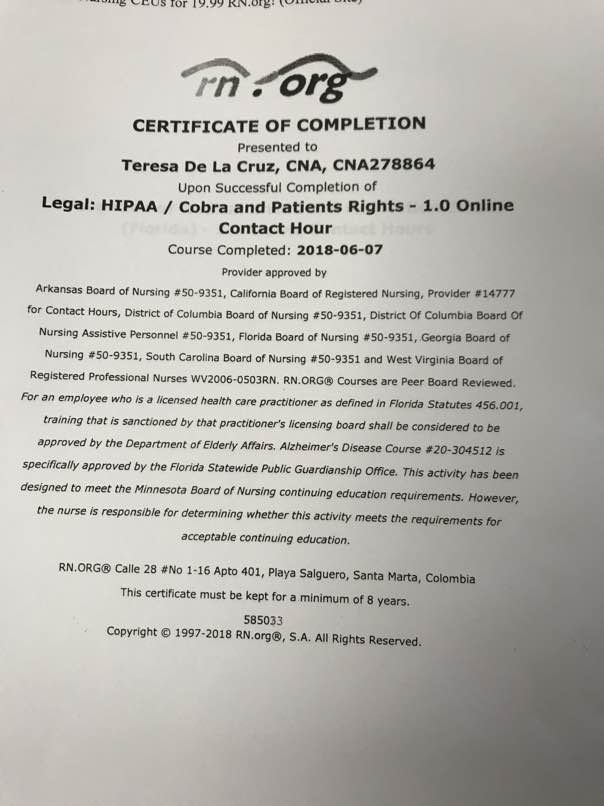 CEUs for 19.99 RN.org! (Official Site)
rn.org
CERTIFICATE OF COMPLETION
Presented to
Teresa De La Cruz, CNA, CNA278864
Upon Successful Completion of
Legal: HIPAA / Cobra and Patients Rights - 1.0 Online
Contact Hour
Course Completed: 2018-06-07
Provider approved by
Arkansas Board of Nursing #50-9351, California Board of Registered Nursing, Provider #14777
for Contact Hours, District of Columbia Board of Nursing #50-9351, District Of Columbia Board Of
Nursing Assistive Personnel #50-9351, Florida Board of Nursing #50-9351, Georgia Board of
Nursing #50-9351, South Carolina Board of Nursing #50-9351 and West Virginia Board of
Registered Professional Nurses WV2006-0503RN. RN.ORG® Courses are Peer Board Reviewed.
For an employee who is a licensed health care practitioner as defined in Florida Statutes 456.001,
training that is sanctioned by that practitioner's licensing board shall be considered to be
approved by the Department of Elderly Affairs. Alzheimer's Disease Course #20-304512 is
specifically approved by the Florida Statewide Public Guardianship Office. This activity has been
designed to meet the Minnesota Board of Nursing continuing education requirements. However,
the nurse is responsible for determining whether this activity meets the requirements for
acceptable continuing education.
RN.ORG® Calle 28 #No 1-16 Apto 401, Playa Salguero, Santa Marta, Colombia
This certificate must be kept for a minimum of 8 years.
585033
Copyright © 1997-2018 RN.org®, S.A. All Rights Reserved.